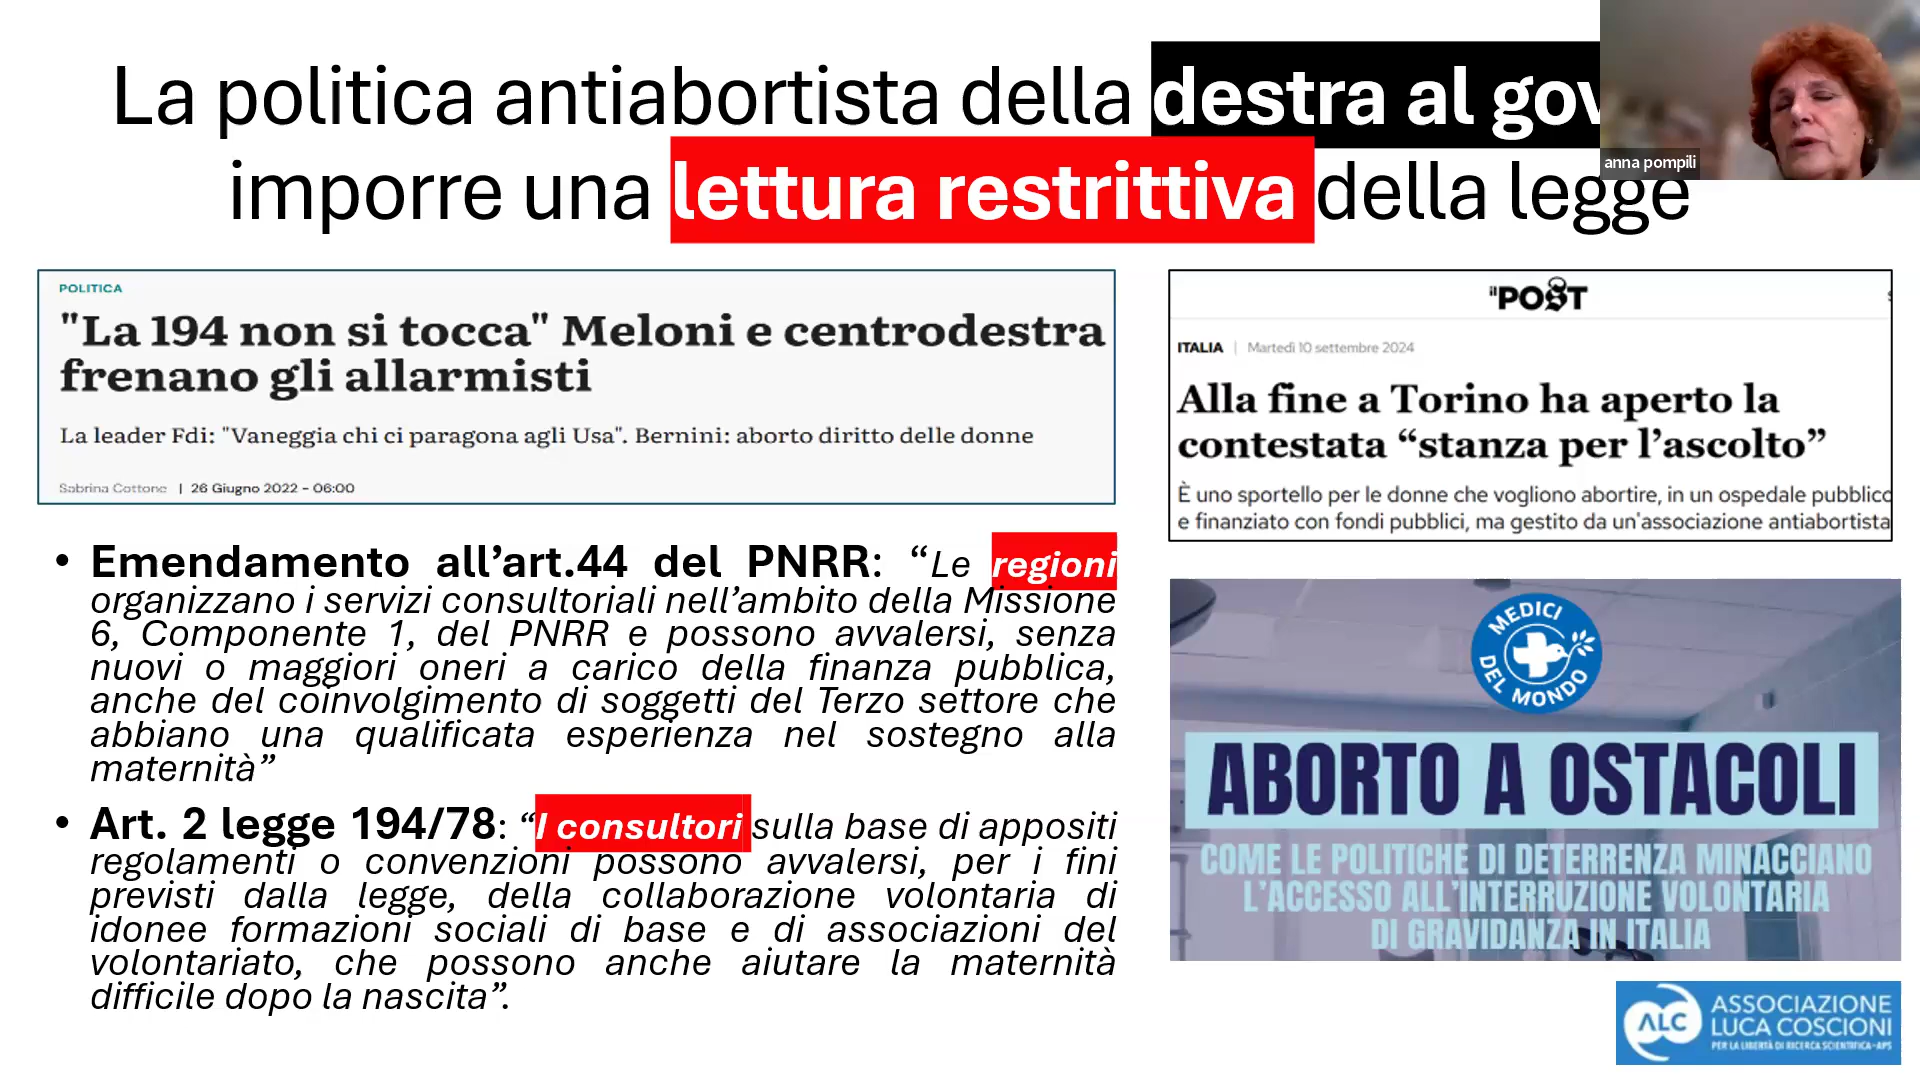 La politica antiabortista della destra al gov
imporre una lettura restrittiva della legge
anna pompili
POLITICA
"La 194 non si tocca" Meloni e centrodestra
frenano gli allarmisti
La leader Fdi: "Vaneggia chi ci paragona agli Usa". Bernini: aborto diritto delle donne
Sabrina Cottone | 26 Giugno 2022 - 06:00
• Emendamento all’art.44 del PNRR: “Le regioni
organizzano i servizi consultoriali nell’ambito della Missione
6, Componente 1, del PNRR e possono avvalersi, senza
nuovi o maggiori oneri a carico della finanza pubblica,
anche del coinvolgimento di soggetti del Terzo settore che
abbiano una qualificata esperienza nel sostegno alla
maternità”
• Art. 2 legge 194/78: “I consultori sulla base di appositi
regolamenti o convenzioni possono avvalersi, per i fini
previsti dalla legge, della collaborazione volontaria di
idonee formazioni sociali di base e di associazioni del
volontariato, che possono anche aiutare la maternità
difficile dopo la nascita”.
ilPOST
ITALIA | Martedì 10 settembre 2024
Alla fine a Torino ha aperto la
contestata “stanza per l’ascolto”
È uno sportello per le donne che vogliono abortire, in un ospedale pubblico
e finanziato con fondi pubblici, ma gestito da un'associazione antiabortista
MEDICI
DEL MONDO
ABORTO A OSTACOLI
COME LE POLITICHE DI DETERRENZA MINACCIANO
L’ACCESSO ALL’INTERRUZIONE VOLONTARIA
DI GRAVIDANZA IN ITALIA
ALC
ASSOCIAZIONE
LUCA COSCIONI
PER LA LIBERTÀ DI RICERCA SCIENTIFICA-APS